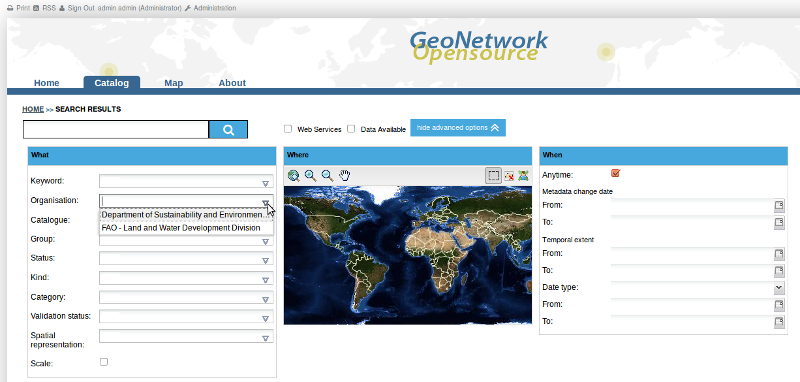 Print RSS Sign Out admin admin (Administrator) Administration
GeoNetwork
Opensource
Home Catalog Map About
HOME >> SEARCH RESULTS
Web Services Data Available hide advanced options
What
Keyword:
Organisation:
Department of Sustainability and Environmen...
Catalogue:
FAO - Land and Water Development Division
Group:
Status:
Kind:
Category:
Validation status:
Spatial
representation:
Scale:
Where
When
Anytime:
Metadata change date
From:
To:
Temporal extent
From:
To:
Date type:
From:
To: